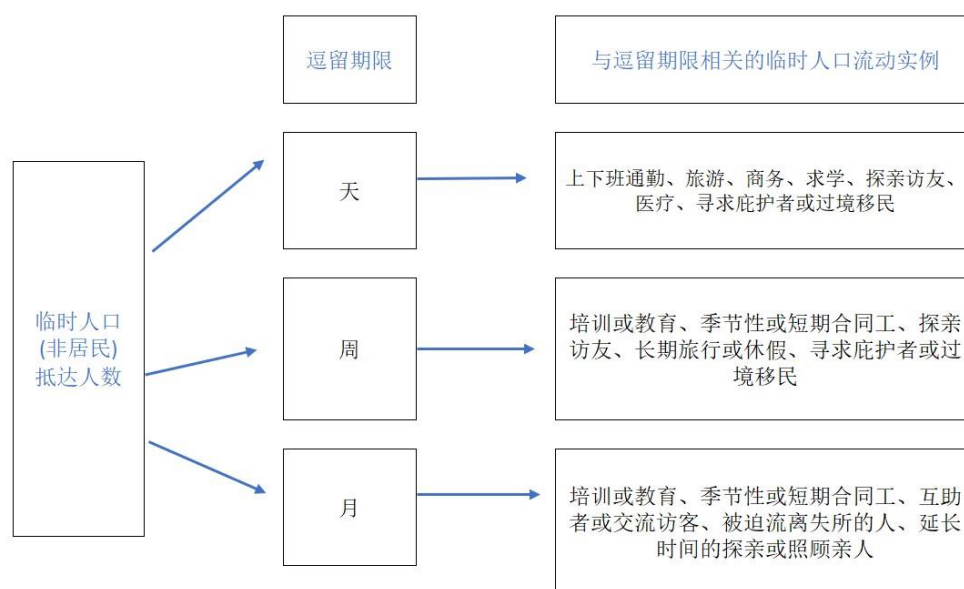 逗留期限
与逗留期限相关的临时人口流动实例
临时人口
(非居民)
抵达人数
天
上下班通勤、旅游、商务、求学、探亲访友、
医疗、寻求庇护者或过境移民
周
培训或教育、季节性或短期合同工、探亲
访友、长期旅行或休假、寻求庇护者或过
境移民
月
培训或教育、季节性或短期合同工、互助
者或交流访客、被迫流离失所的人、延长
时间的探亲或照顾亲人